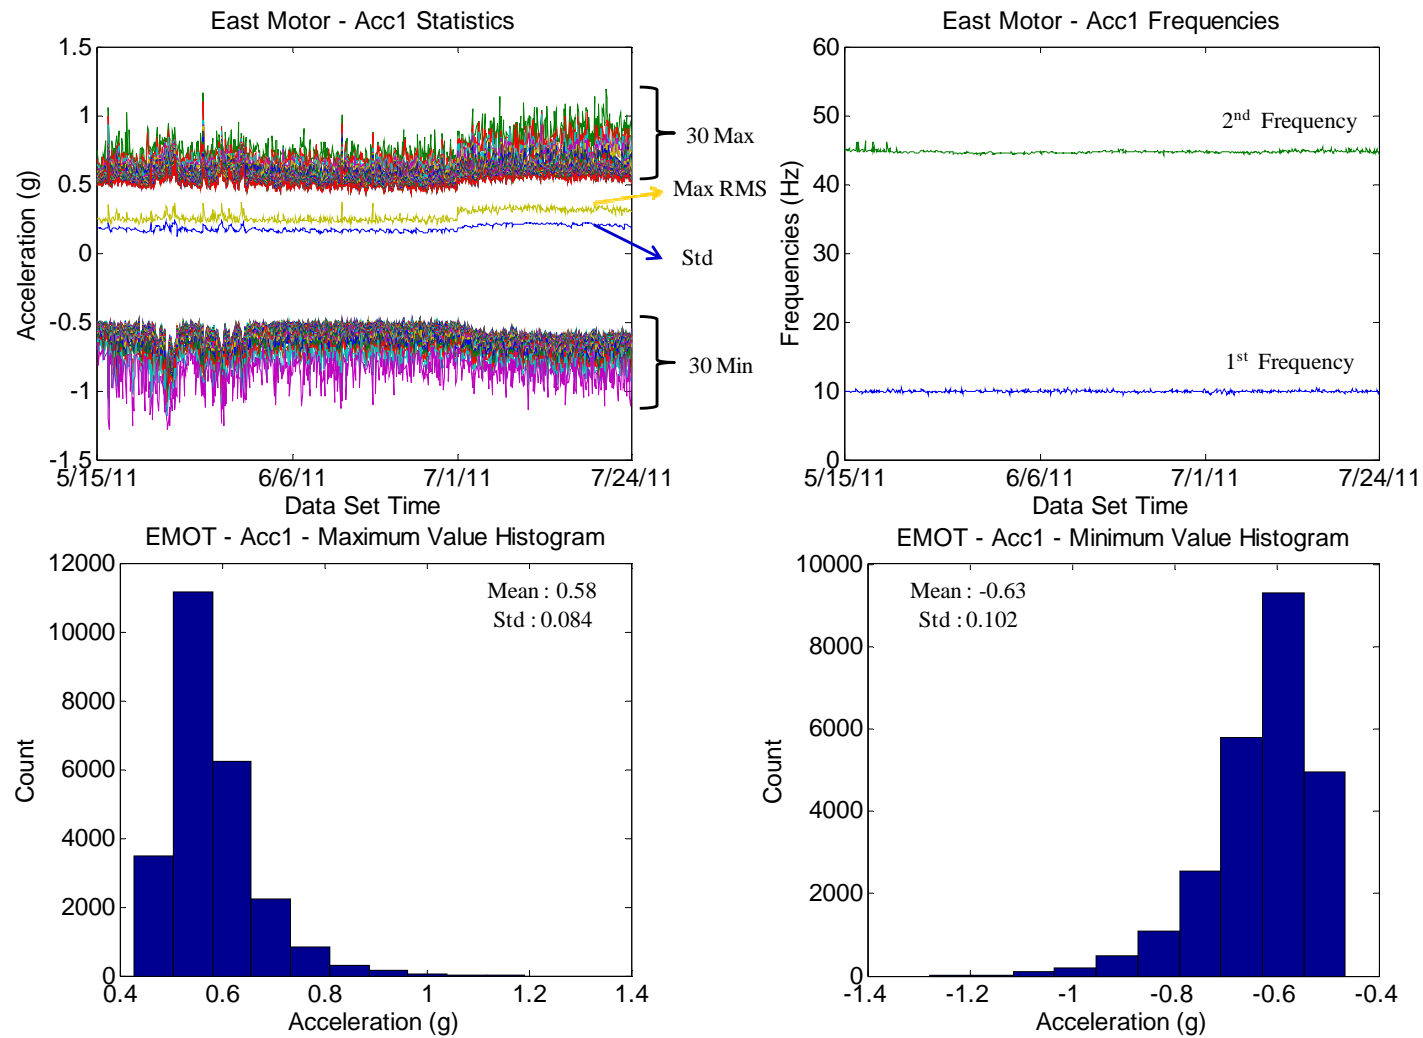 East Motor - Acc1 Statistics
1.5
1
0.5
0
-0.5
-1
-1.5
Acceleration (g)
5/15/11
6/6/11
7/1/11
7/24/11
Data Set Time
30 Max
Max RMS
Std
30 Min
East Motor - Acc1 Frequencies
60
50
40
30
20
10
0
Frequencies (Hz)
2nd Frequency
1st Frequency
5/15/11
6/6/11
7/1/11
7/24/11
Data Set Time
EMOT - Acc1 - Maximum Value Histogram
12000
10000
8000
6000
4000
2000
0
Count
Mean : 0.58
Std : 0.084
0.4
0.6
0.8
1
1.2
1.4
Acceleration (g)
EMOT - Acc1 - Minimum Value Histogram
10000
8000
6000
4000
2000
0
Count
Mean : -0.63
Std : 0.102
-1.4
-1.2
-1
-0.8
-0.6
-0.4
Acceleration (g)